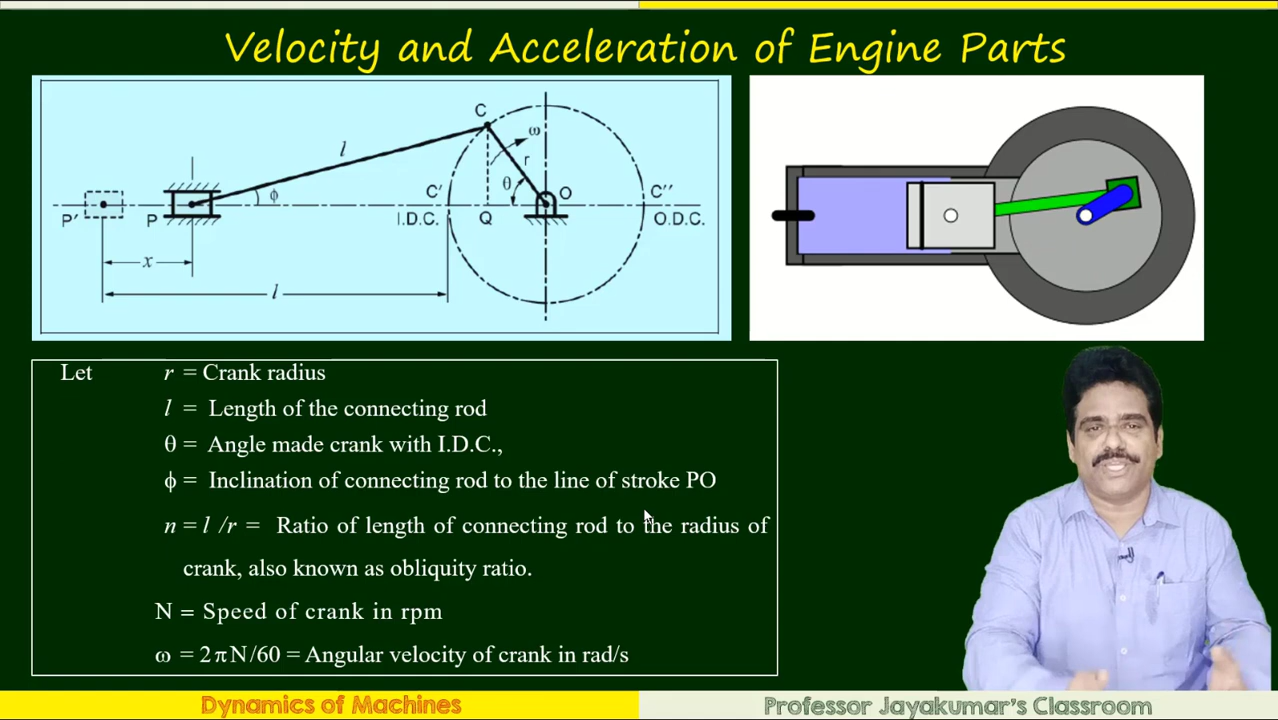 Velocity and Acceleration of Engine Parts
C
ω
l
r
θ
ϕ
C′
O
C″
P′
P
I.D.C.
Q
O.D.C.
x
l
Let r = Crank radius
l = Length of the connecting rod
θ = Angle made crank with I.D.C.,
ϕ = Inclination of connecting rod to the line of stroke PO
n = l /r = Ratio of length of connecting rod to the radius of
crank, also known as obliquity ratio.
N = Speed of crank in rpm
ω = 2πN/60 = Angular velocity of crank in rad/s
Dynamics of Machines
Professor Jayakumar's Classroom